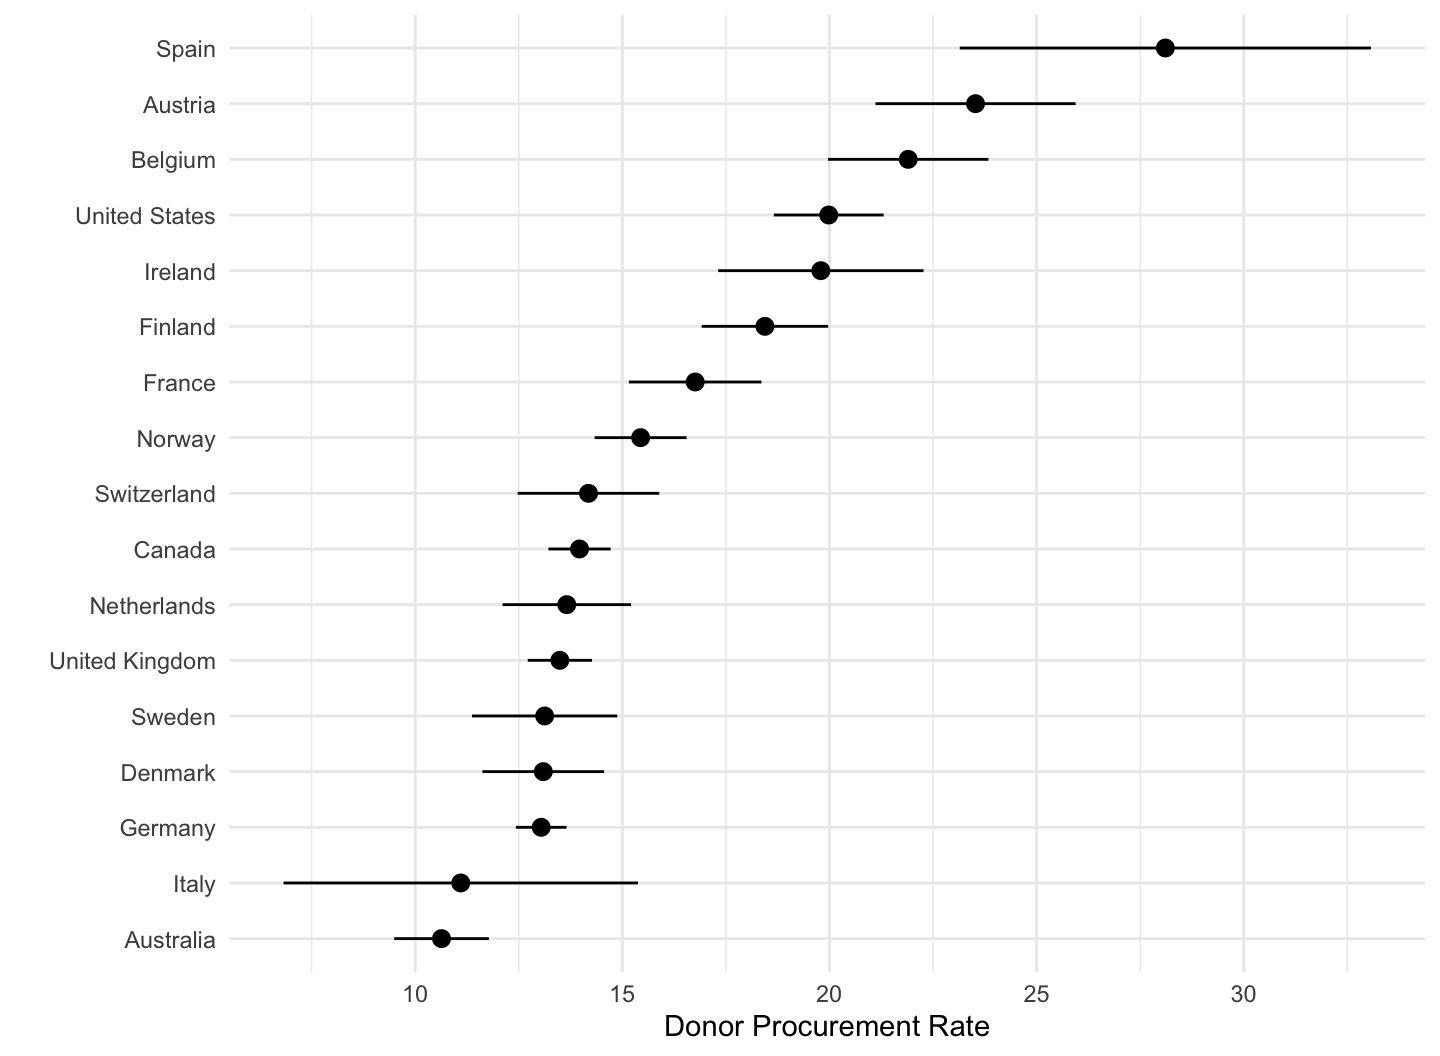 Spain
Austria
Belgium
United States
Ireland
Finland
France
Norway
Switzerland
Canada
Netherlands
United Kingdom
Sweden
Denmark
Germany
Italy
Australia
10 15 20 25 30
Donor Procurement Rate